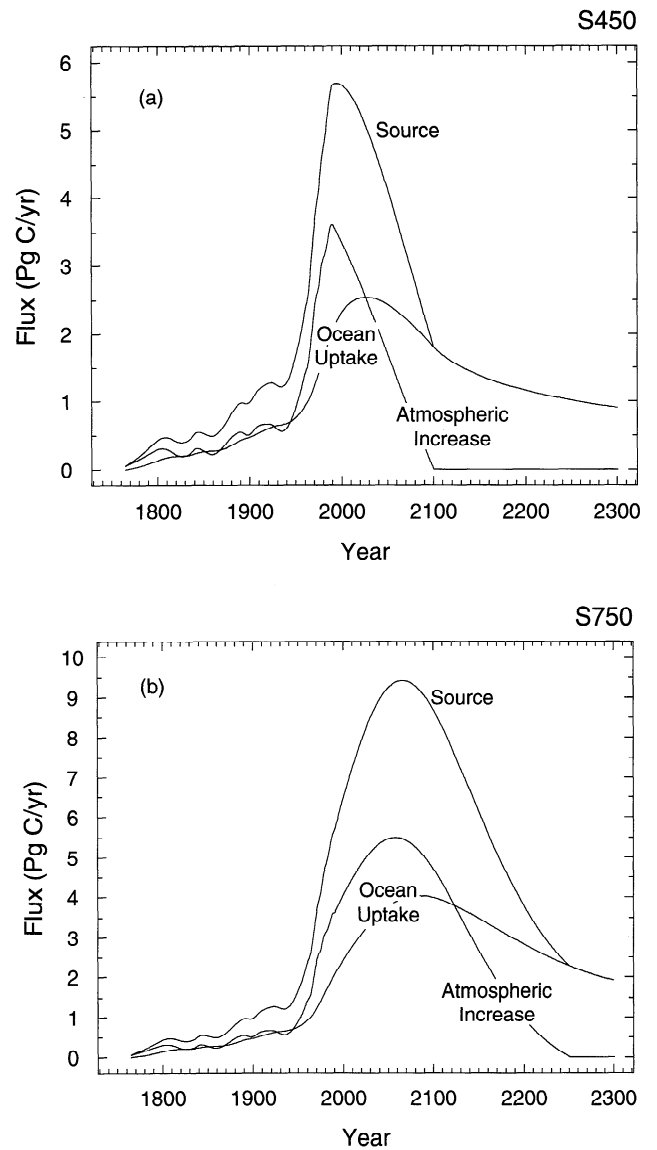 S450
(a)
6
5
4
3
2
1
0
Flux (Pg C/yr)
Source
Ocean
Uptake
Atmospheric
Increase
1800 1900 2000 2100 2200 2300
Year
S750
(b)
10
9
8
7
6
5
4
3
2
1
0
Flux (Pg C/yr)
Source
Ocean
Uptake
Atmospheric
Increase
1800 1900 2000 2100 2200 2300
Year